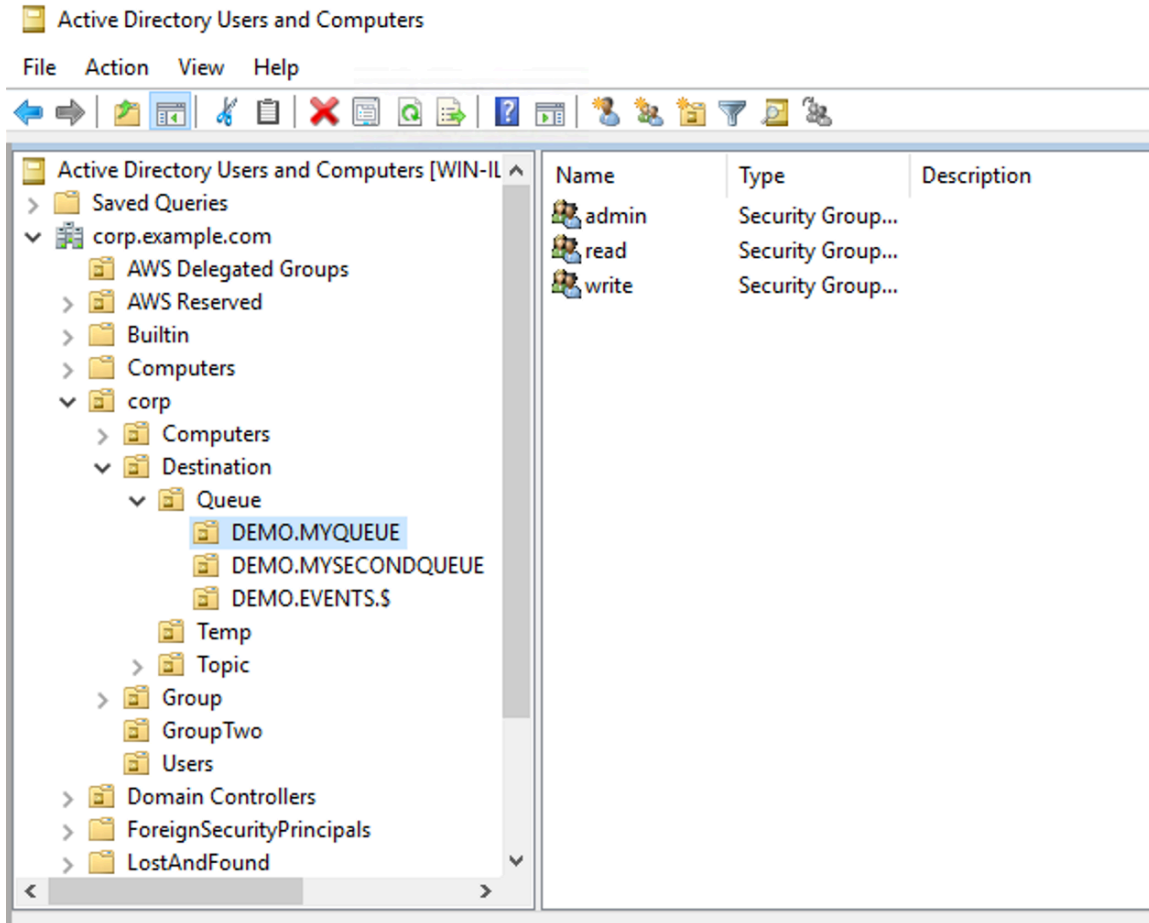 Active Directory Users and Computers
File Action View Help
Active Directory Users and Computers [WIN-IL
Saved Queries
corp.example.com
AWS Delegated Groups
AWS Reserved
Builtin
Computers
corp
Computers
Destination
Queue
DEMO.MYQUEUE
DEMO.MYSECONDQUEUE
DEMO.EVENTS.$
Temp
Topic
Group
GroupTwo
Users
Domain Controllers
ForeignSecurityPrincipals
LostAndFound
Name Type Description
admin Security Group...
read Security Group...
write Security Group...